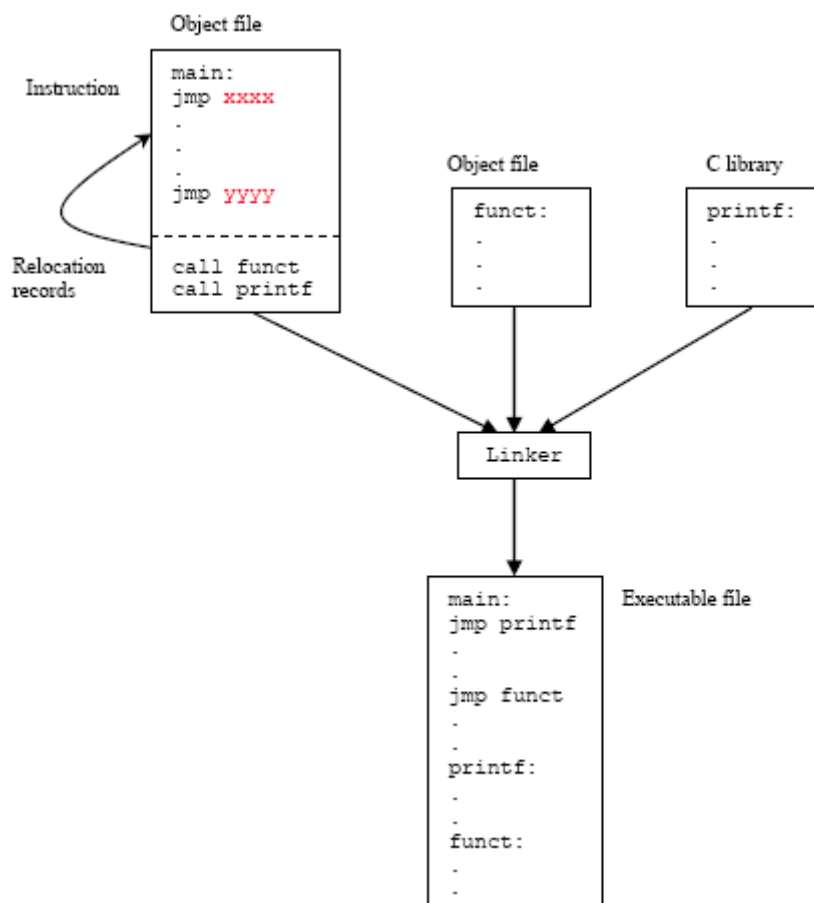 Object file
Instruction
main:
jmp xxxx
.
.
.
jmp yyyy
Relocation
records
call funct
call printf
Object file
funct:
.
.
.
C library
printf:
.
.
.
Linker
Executable file
main:
jmp printf
.
.
jmp funct
.
.
printf:
.
.
funct:
.
.